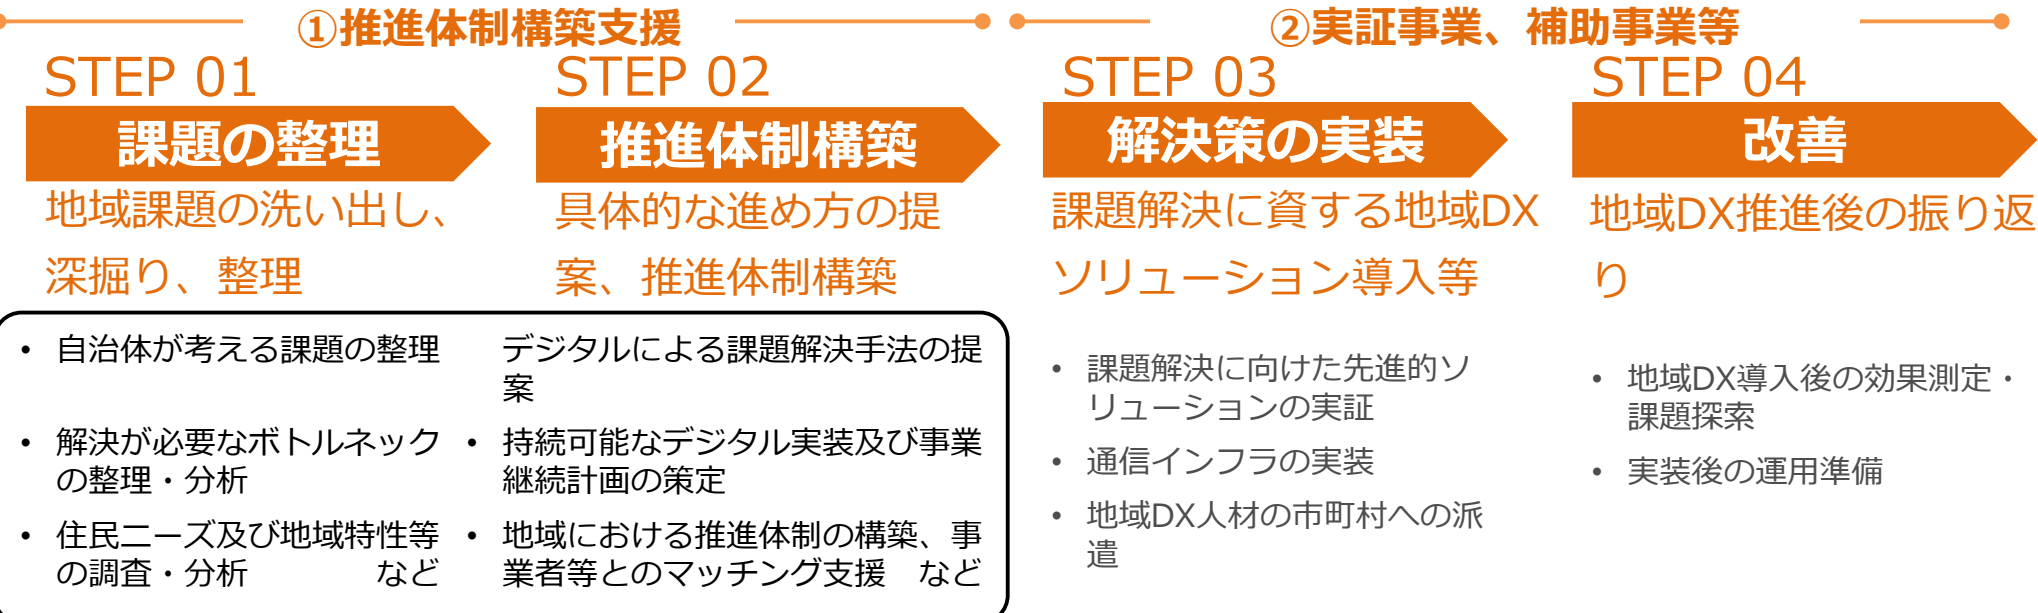 ①推進体制構築支援
②実証事業、補助事業等
STEP 01
課題の整理
地域課題の洗い出し、
深掘り、整理
• 自治体が考える課題の整理
• 解決が必要なボトルネック
の整理・分析
• 住民ニーズ及び地域特性等
の調査・分析　など
STEP 02
推進体制構築
具体的な進め方の提
案、推進体制構築
デジタルによる課題解決手法の提
案
• 持続可能なデジタル実装及び事業
継続計画の策定
• 地域における推進体制の構築、事
業者等とのマッチング支援　など
STEP 03
解決策の実装
課題解決に資する地域DX
ソリューション導入等
• 課題解決に向けた先進的ソ
リューションの実証
• 通信インフラの実装
• 地域DX人材の市町村への派
遣
STEP 04
改善
地域DX推進後の振り返
り
• 地域DX導入後の効果測定・
課題探索
• 実装後の運用準備